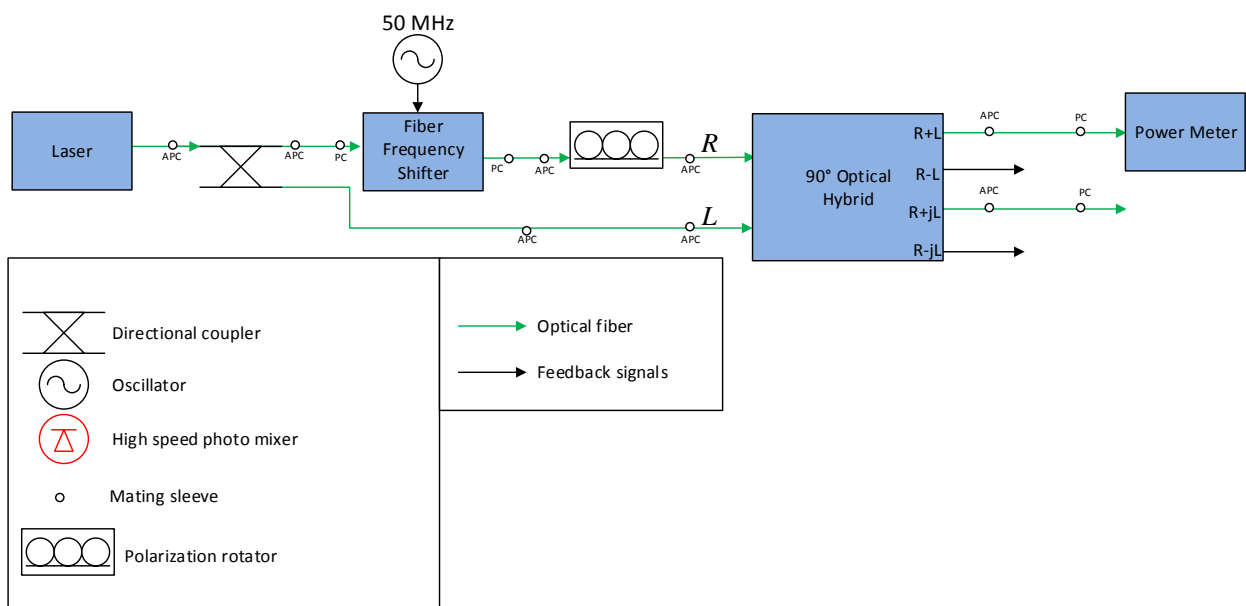 50 MHz
Laser
APC
APC
PC
Fiber
Frequency
Shifter
PC
APC
APC
R
APC
APC
L
90° Optical
Hybrid
R+L
R-L
R+jL
R-jL
APC
PC
APC
PC
Power Meter
Directional coupler
Oscillator
High speed photo mixer
Mating sleeve
Polarization rotator
Optical fiber
Feedback signals